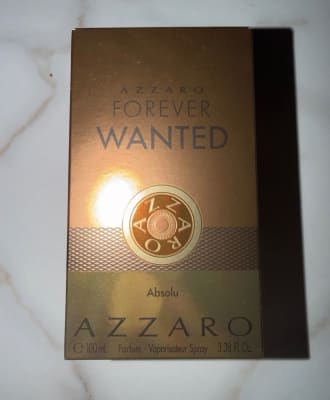 AZZARO
FOREVER
WANTED
AZZARO
Absolu
AZZARO
℮ 100 mL Parfum - Vaporisateur Spray 3.38 fl. Oz